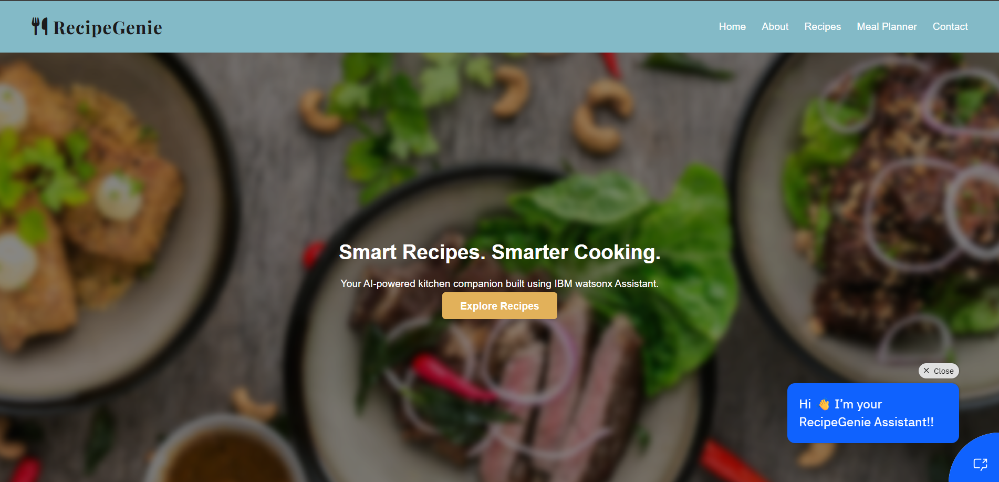 RecipeGenie
Home About Recipes Meal Planner Contact
Smart Recipes. Smarter Cooking.
Your AI-powered kitchen companion built using IBM watsonx Assistant.
Explore Recipes
Close
Hi 👋 I’m your
RecipeGenie Assistant!!